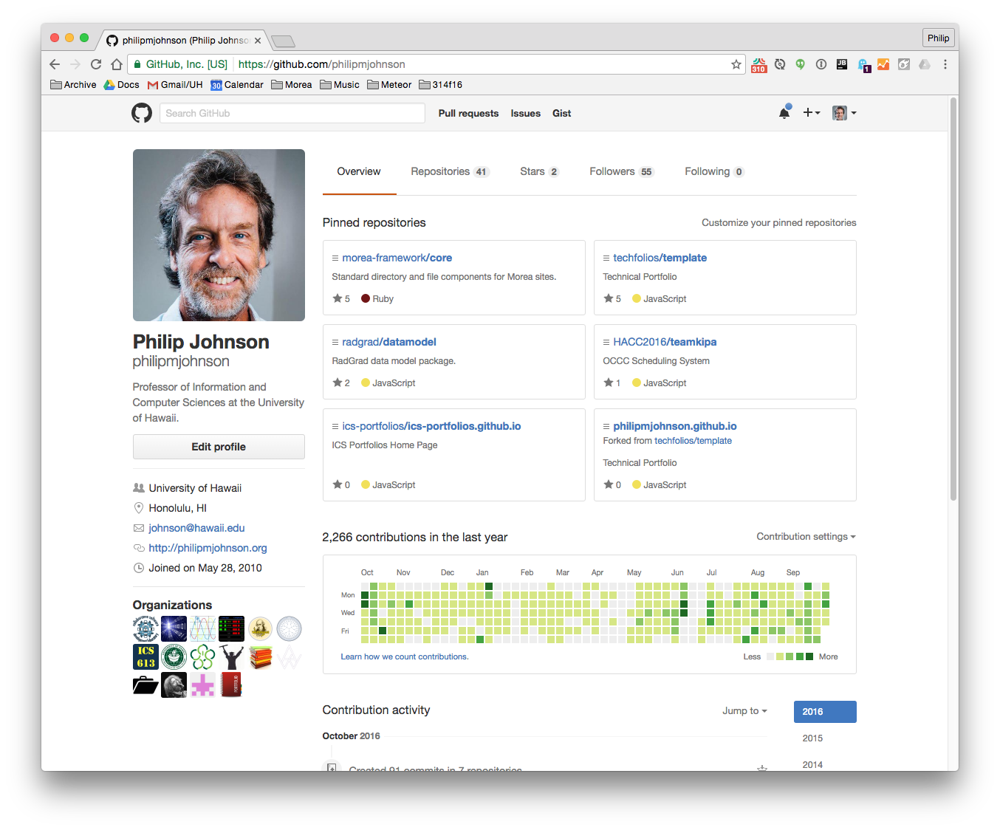 philipmjohnson (Philip Johnso
Philip
GitHub, Inc. [US]
https://github.com/philipmjohnson
310
JB
1
Archive
Docs
Gmail/UH
30
Calendar
Morea
Music
Meteor
314f16
Search GitHub
Pull requests
Issues
Gist
Overview
Repositories 41
Stars 2
Followers 55
Following 0
Philip Johnson
philipmjohnson
Professor of Information and
Computer Sciences at the University
of Hawaii.
Edit profile
University of Hawaii
Honolulu, HI
johnson@hawaii.edu
http://philipmjohnson.org
Joined on May 28, 2010
Organizations
ICS
613
Pinned repositories
Customize your pinned repositories
morea-framework/core
Standard directory and file components for Morea sites.
5 Ruby
techfolios/template
Technical Portfolio
5 JavaScript
radgrad/datamodel
RadGrad data model package.
2 JavaScript
HACC2016/teamkipa
OCCC Scheduling System
1 JavaScript
ics-portfolios/ics-portfolios.github.io
ICS Portfolios Home Page
0 JavaScript
philipmjohnson.github.io
Forked from techfolios/template
Technical Portfolio
0 JavaScript
2,266 contributions in the last year
Contribution settings
Oct Nov Dec Jan Feb Mar Apr May Jun Jul Aug Sep
Mon
Wed
Fri
Learn how we count contributions.
Less
More
Contribution activity
Jump to
2016
2015
2014
October 2016
Created 91 commits in 7 repositories